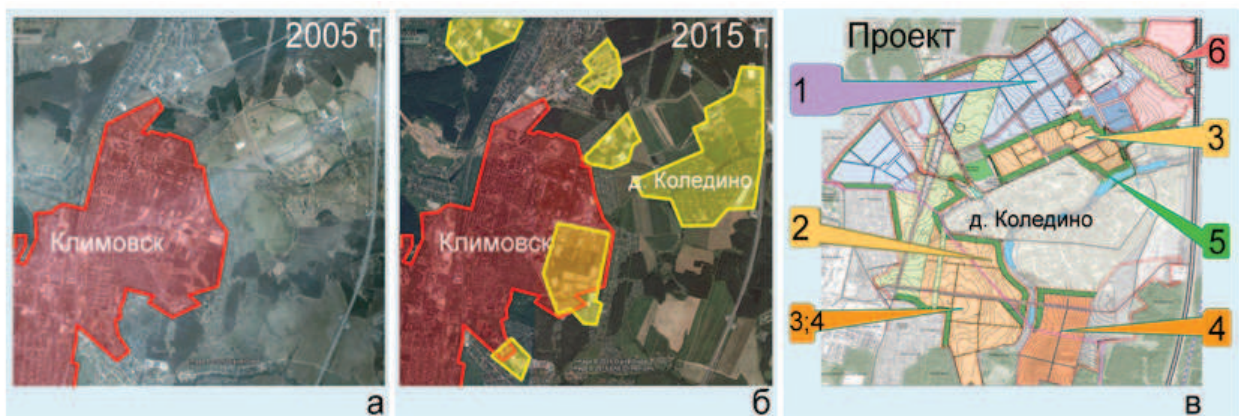 2005 г.
Климовск
а
2015 г.
д. Коледино
Климовск
б
Проект
1
6
3
д. Коледино
2
5
3;4
4
в